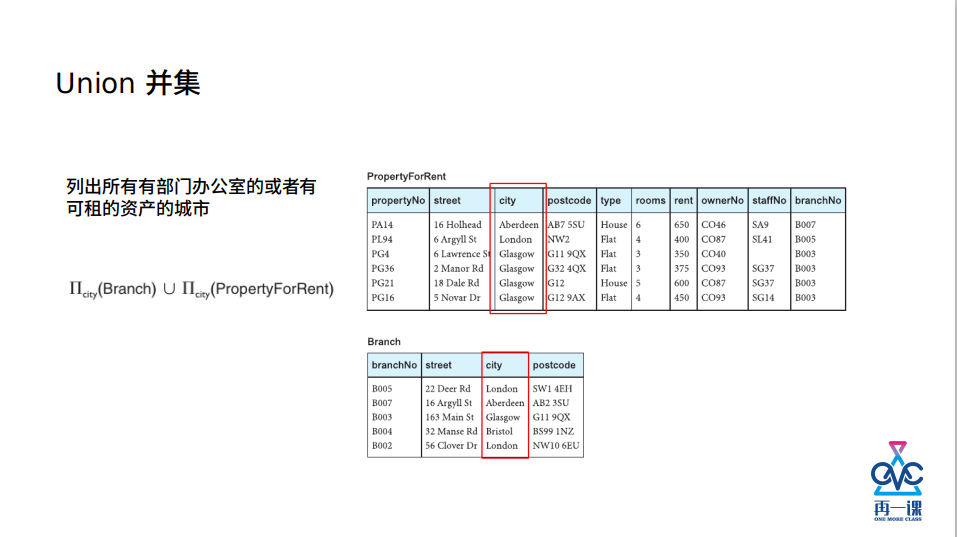 Union 并集
列出所有有部门办公室的或者有
可租的资产的城市
Πcity(Branch) ∪ Πcity(PropertyForRent)
PropertyForRent
propertyNo street city postcode type rooms rent ownerNo staffNo branchNo
PA14 16 Holhead Aberdeen AB7 5SU House 6 650 CO46 SA9 B007
PL94 6 Argyll St London NW2 Flat 4 400 CO87 SL41 B005
PG4 6 Lawrence St Glasgow G11 9QX Flat 3 350 CO40 B003
PG36 2 Manor Rd Glasgow G32 4QX Flat 3 375 CO93 SG37 B003
PG21 18 Dale Rd Glasgow G12 House 5 600 CO87 SG37 B003
PG16 5 Novar Dr Glasgow G12 9AX Flat 4 450 CO93 SG14 B003
Branch
branchNo street city postcode
B005 22 Deer Rd London SW1 4EH
B007 16 Argyll St Aberdeen AB2 3SU
B003 163 Main St Glasgow G11 9QX
B004 32 Manse Rd Bristol BS99 1NZ
B002 56 Clover Dr London NW10 6EU
再一课
ONE MORE CLASS